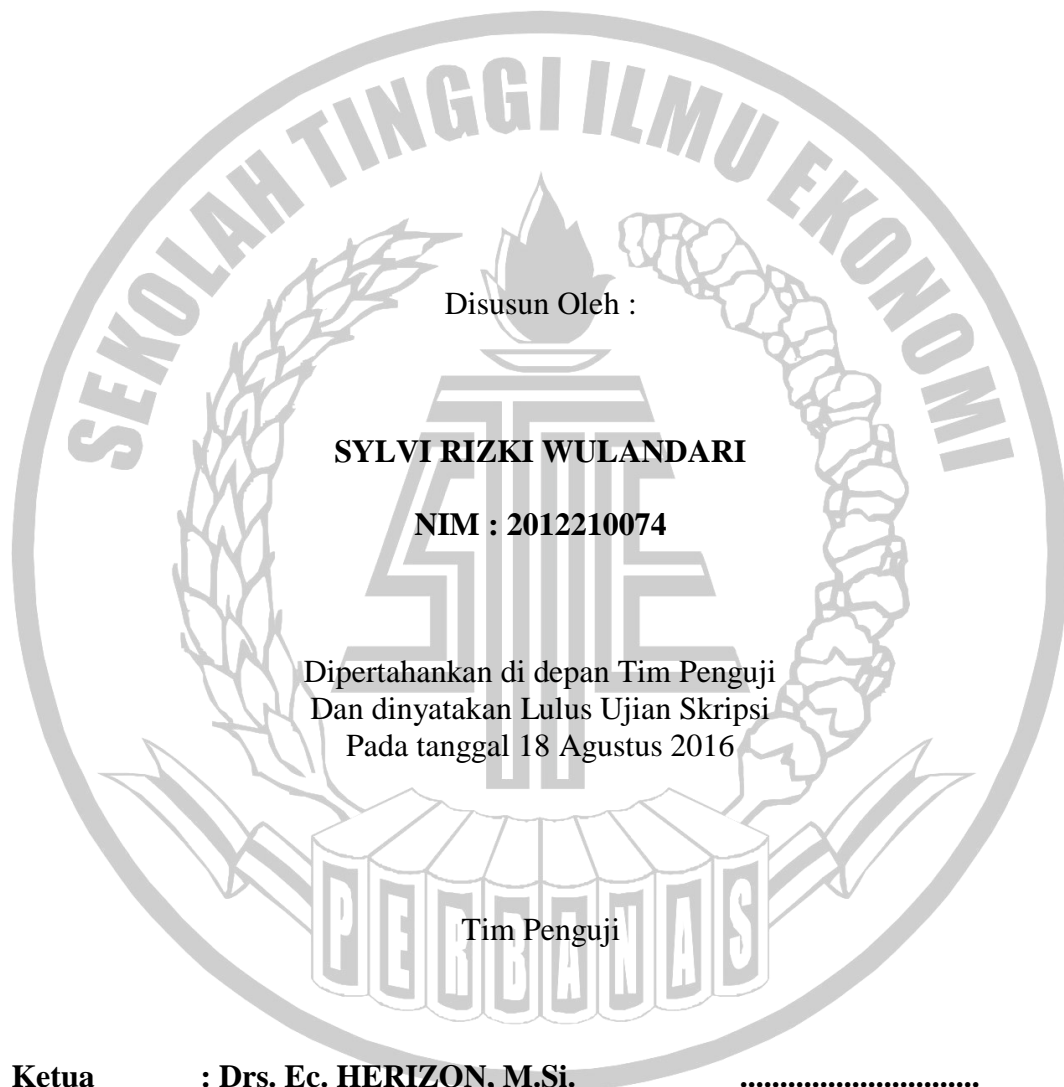 SEKOLAH TINGGI ILMU EKONOMI
Disusun Oleh :
SYLVI RIZKI WULANDARI
NIM : 2012210074
Dipertahankan di depan Tim Penguji
Dan dinyatakan Lulus Ujian Skripsi
Pada tanggal 18 Agustus 2016
PERBANAS
Tim Penguji
Ketua : Drs. Ec. HERIZON, M.Si. ..............................